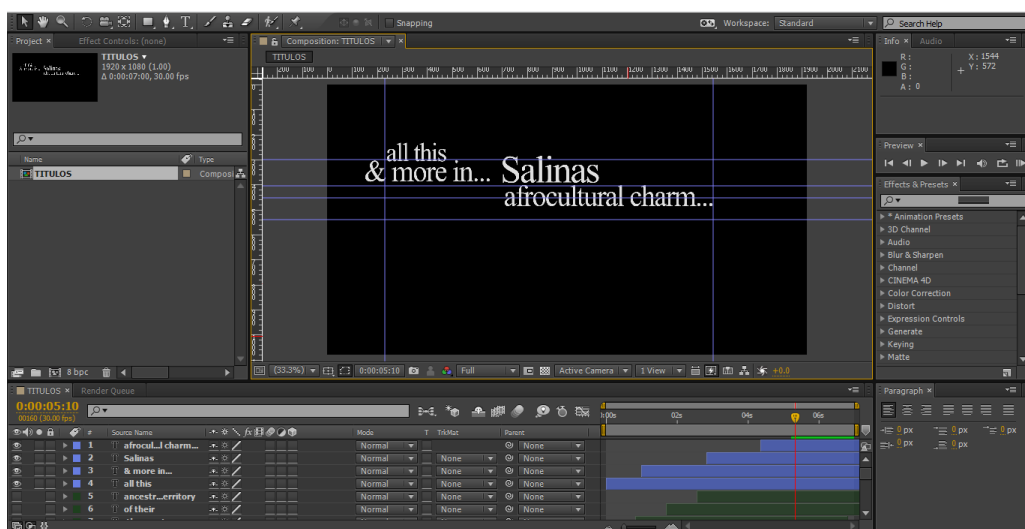 Snapping
Workspace: Standard
Search Help
Project × Effect Controls: (none)
TITULOS
1920 x 1080 (1.00)
Δ 0:00:07:00, 30.00 fps
Name Type
TITULOS Composi
8 bpc
Composition: TITULOS ×
TITULOS
all this
& more in... Salinas
afrocultural charm...
(33.3%) 0:00:05:10 Full Active Camera 1 View +0.0
Info × Audio
R: X: 1544
G: + Y: 572
B:
A: 0
Preview ×
Effects & Presets ×
* Animation Presets
3D Channel
Audio
Blur & Sharpen
Channel
CINEMA 4D
Color Correction
Distort
Expression Controls
Generate
Keying
Matte
TITULOS × Render Queue
0:00:05:10
00160 (30.00 fps)
# Source Name Mode T TrkMat Parent
02s 04s 06s
1 afrocul...l charm... Normal None
2 Salinas Normal None None
3 & more in... Normal None None
4 all this Normal None None
5 ancestr...erritory Normal None None
6 of their Normal None None
Paragraph ×
0 px 0 px 0 px
0 px 0 px